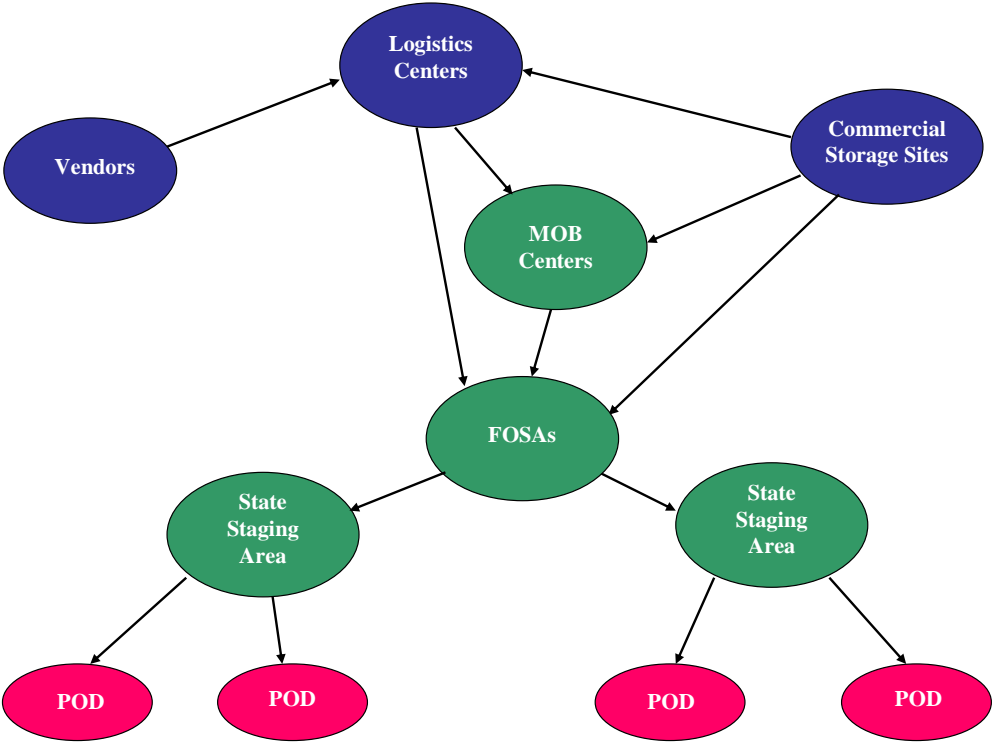 Logistics
Centers
Commercial
Storage Sites
Vendors
MOB
Centers
FOSAs
State
Staging
Area
State
Staging
Area
POD
POD
POD
POD